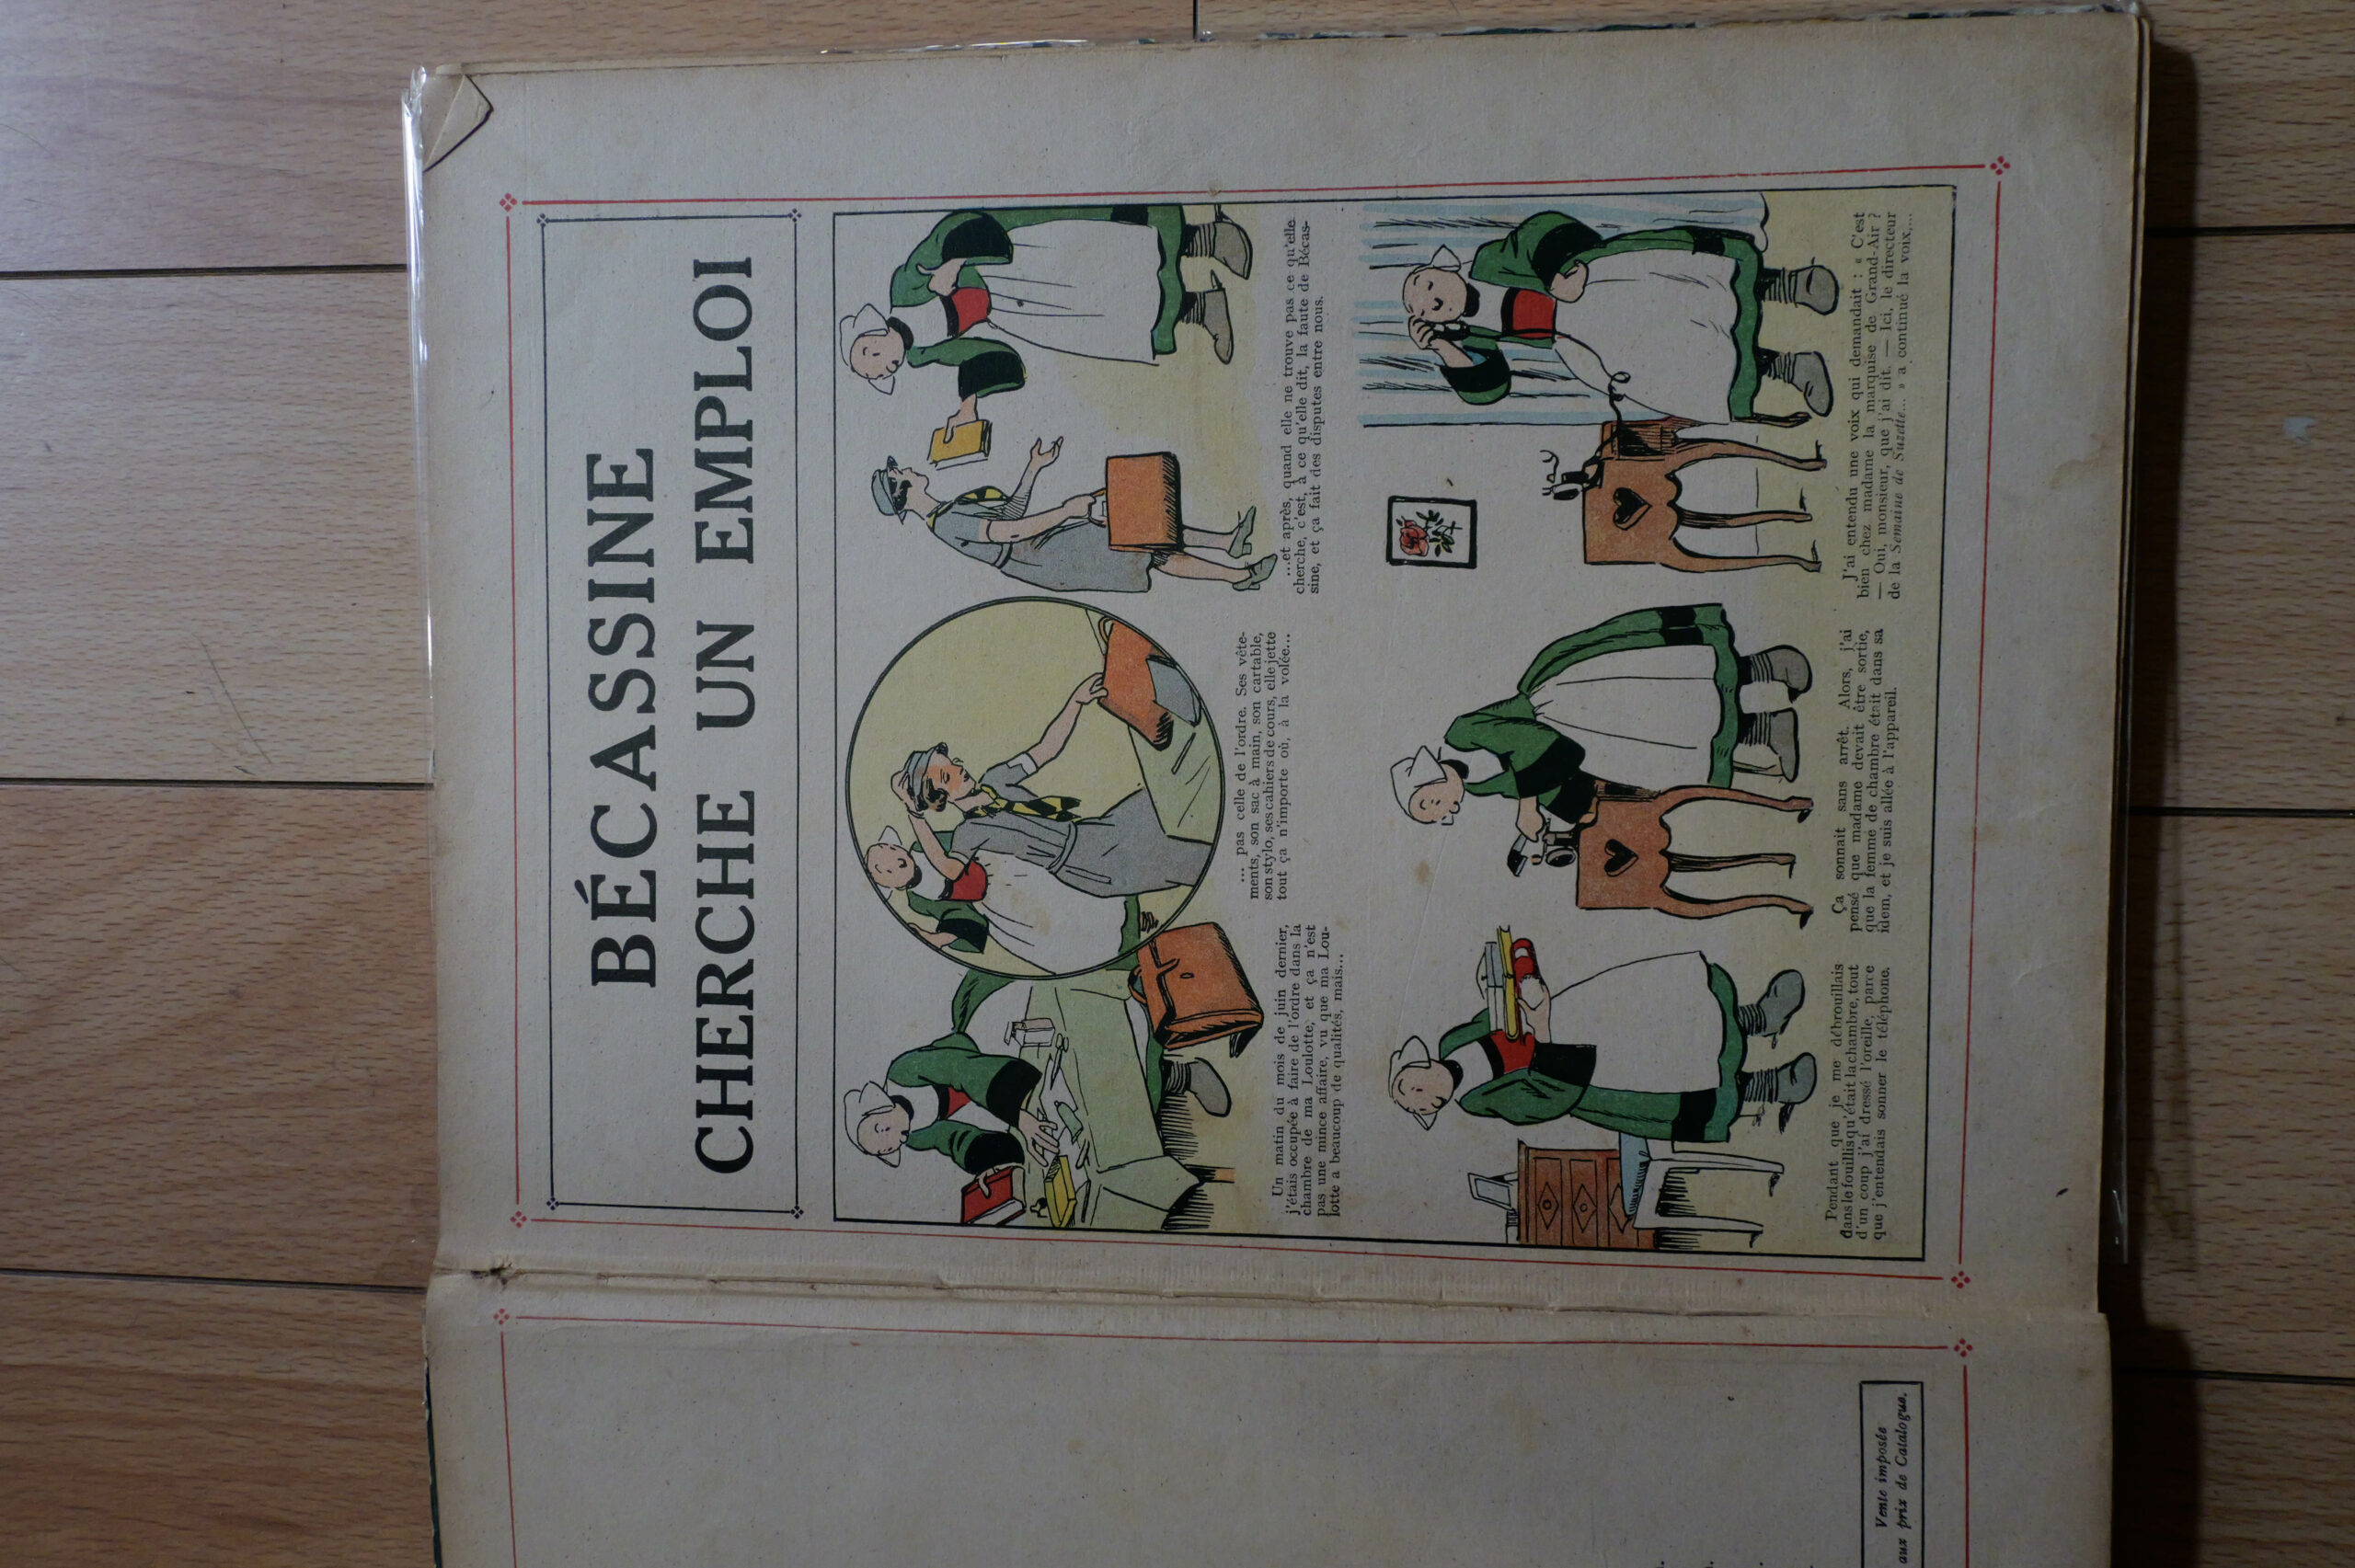 BÉCASSINE
CHERCHE UN EMPLOI
Un matin du mois de juin dernier,
j'étais occupée à faire de l'ordre dans la
chambre de ma Loulotte, et ça n'est
pas une mince affaire, vu que ma Lou-
lotte a beaucoup de qualités, mais...
... pas celle de l'ordre. Ses vête-
ments, son sac à main, son cartable,
son stylo, ses cahiers de cours, elle jette
tout ça n'importe où, à la volée...
...et après, quand elle ne trouve pas ce qu'elle
cherche, c'est, à ce qu'elle dit, la faute de Bécas-
sine, et ça fait des disputes entre nous.
Pendant que je me débrouillais
dans le fouillis qu'était la chambre, tout
d'un coup j'ai dressé l'oreille, parce
que j'entendais sonner le téléphone.
Ça sonnait sans arrêt. Alors, j'ai
pensé que madame devait être sortie,
que la femme de chambre était dans sa
idem, et je suis allée à l'appareil.
J'ai entendu une voix qui demandait : « C'est
bien chez madame la marquise de Grand-Air ?
— Oui, monsieur, que j'ai dit. — Ici, le directeur
de la Semaine de Suzette... » a continué la voix,...
Vente imposée
aux prix de Catalogue.